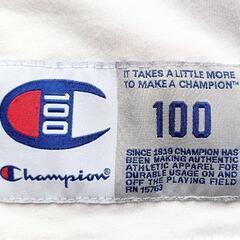 100
Champion
IT TAKES A LITTLE MORE
TO MAKE A CHAMPION™
100
SINCE 1919 CHAMPION HAS
BEEN MAKING AUTHENTIC
ATHLETIC APPAREL FOR
DURABLE USAGE ON AND
OFF THE PLAYING FIELD
RN 15763